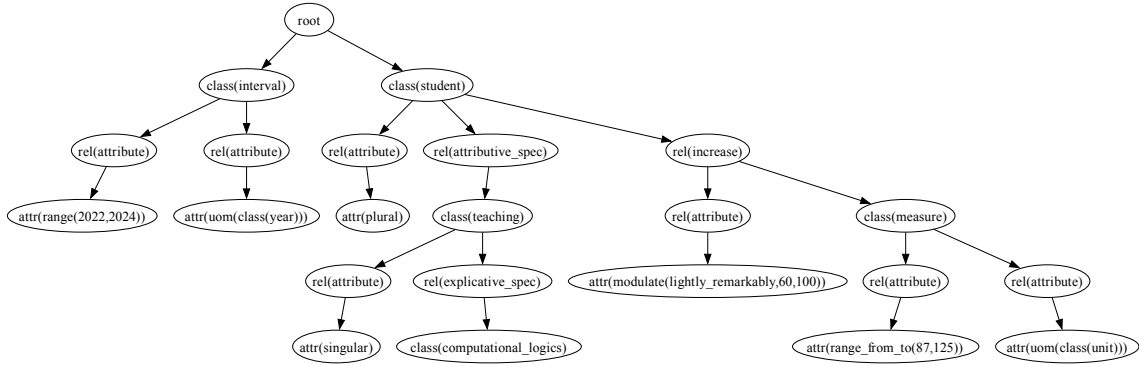 root
class(interval)
class(student)
rel(attribute)
rel(attribute)
rel(attribute)
rel(attributive_spec)
rel(increase)
attr(range(2022,2024))
attr(uom(class(year)))
attr(plural)
class(teaching)
rel(attribute)
class(measure)
rel(attribute)
rel(explicative_spec)
attr(modulate(lightly_remarkably,60,100))
rel(attribute)
rel(attribute)
attr(singular)
class(computational_logics)
attr(range_from_to(87,125))
attr(uom(class(unit)))